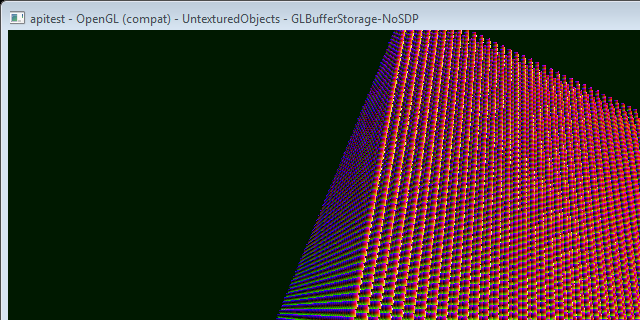 apitest - OpenGL (compat) - UntexturedObjects - GLBufferStorage-NoSDP